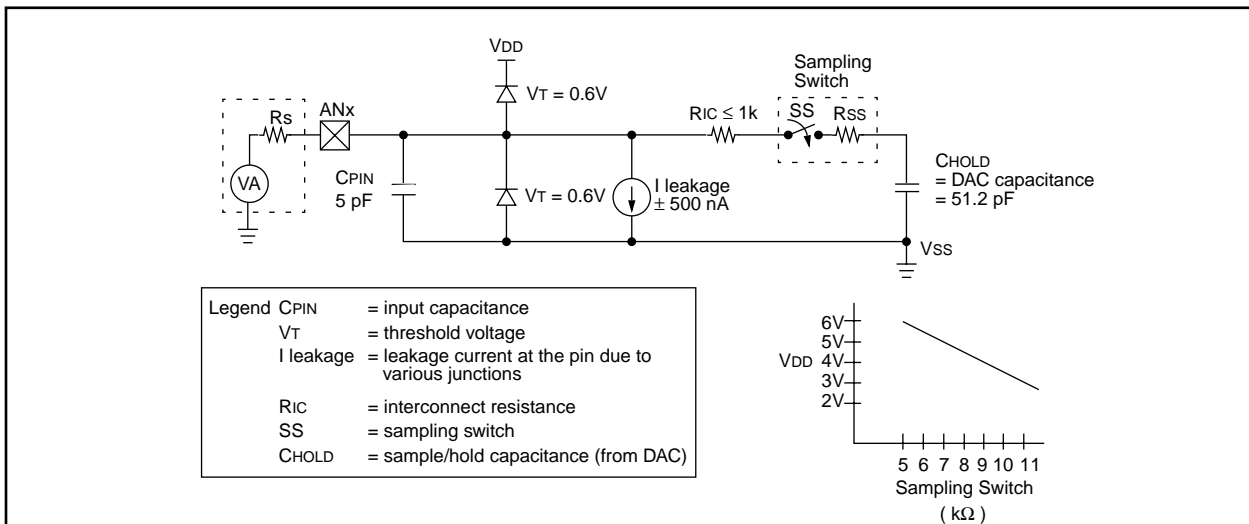 VDD
Sampling
Switch
VT = 0.6V
RIC ≤ 1k
SS
RSS
Rs
ANx
VA
CPIN
5 pF
VT = 0.6V
I leakage
± 500 nA
CHOLD
= DAC capacitance
= 51.2 pF
VSS
Legend CPIN = input capacitance
VT = threshold voltage
I leakage = leakage current at the pin due to
various junctions
RIC = interconnect resistance
SS = sampling switch
CHOLD = sample/hold capacitance (from DAC)
6V
5V
VDD 4V
3V
2V
5 6 7 8 9 10 11
Sampling Switch
( kΩ )